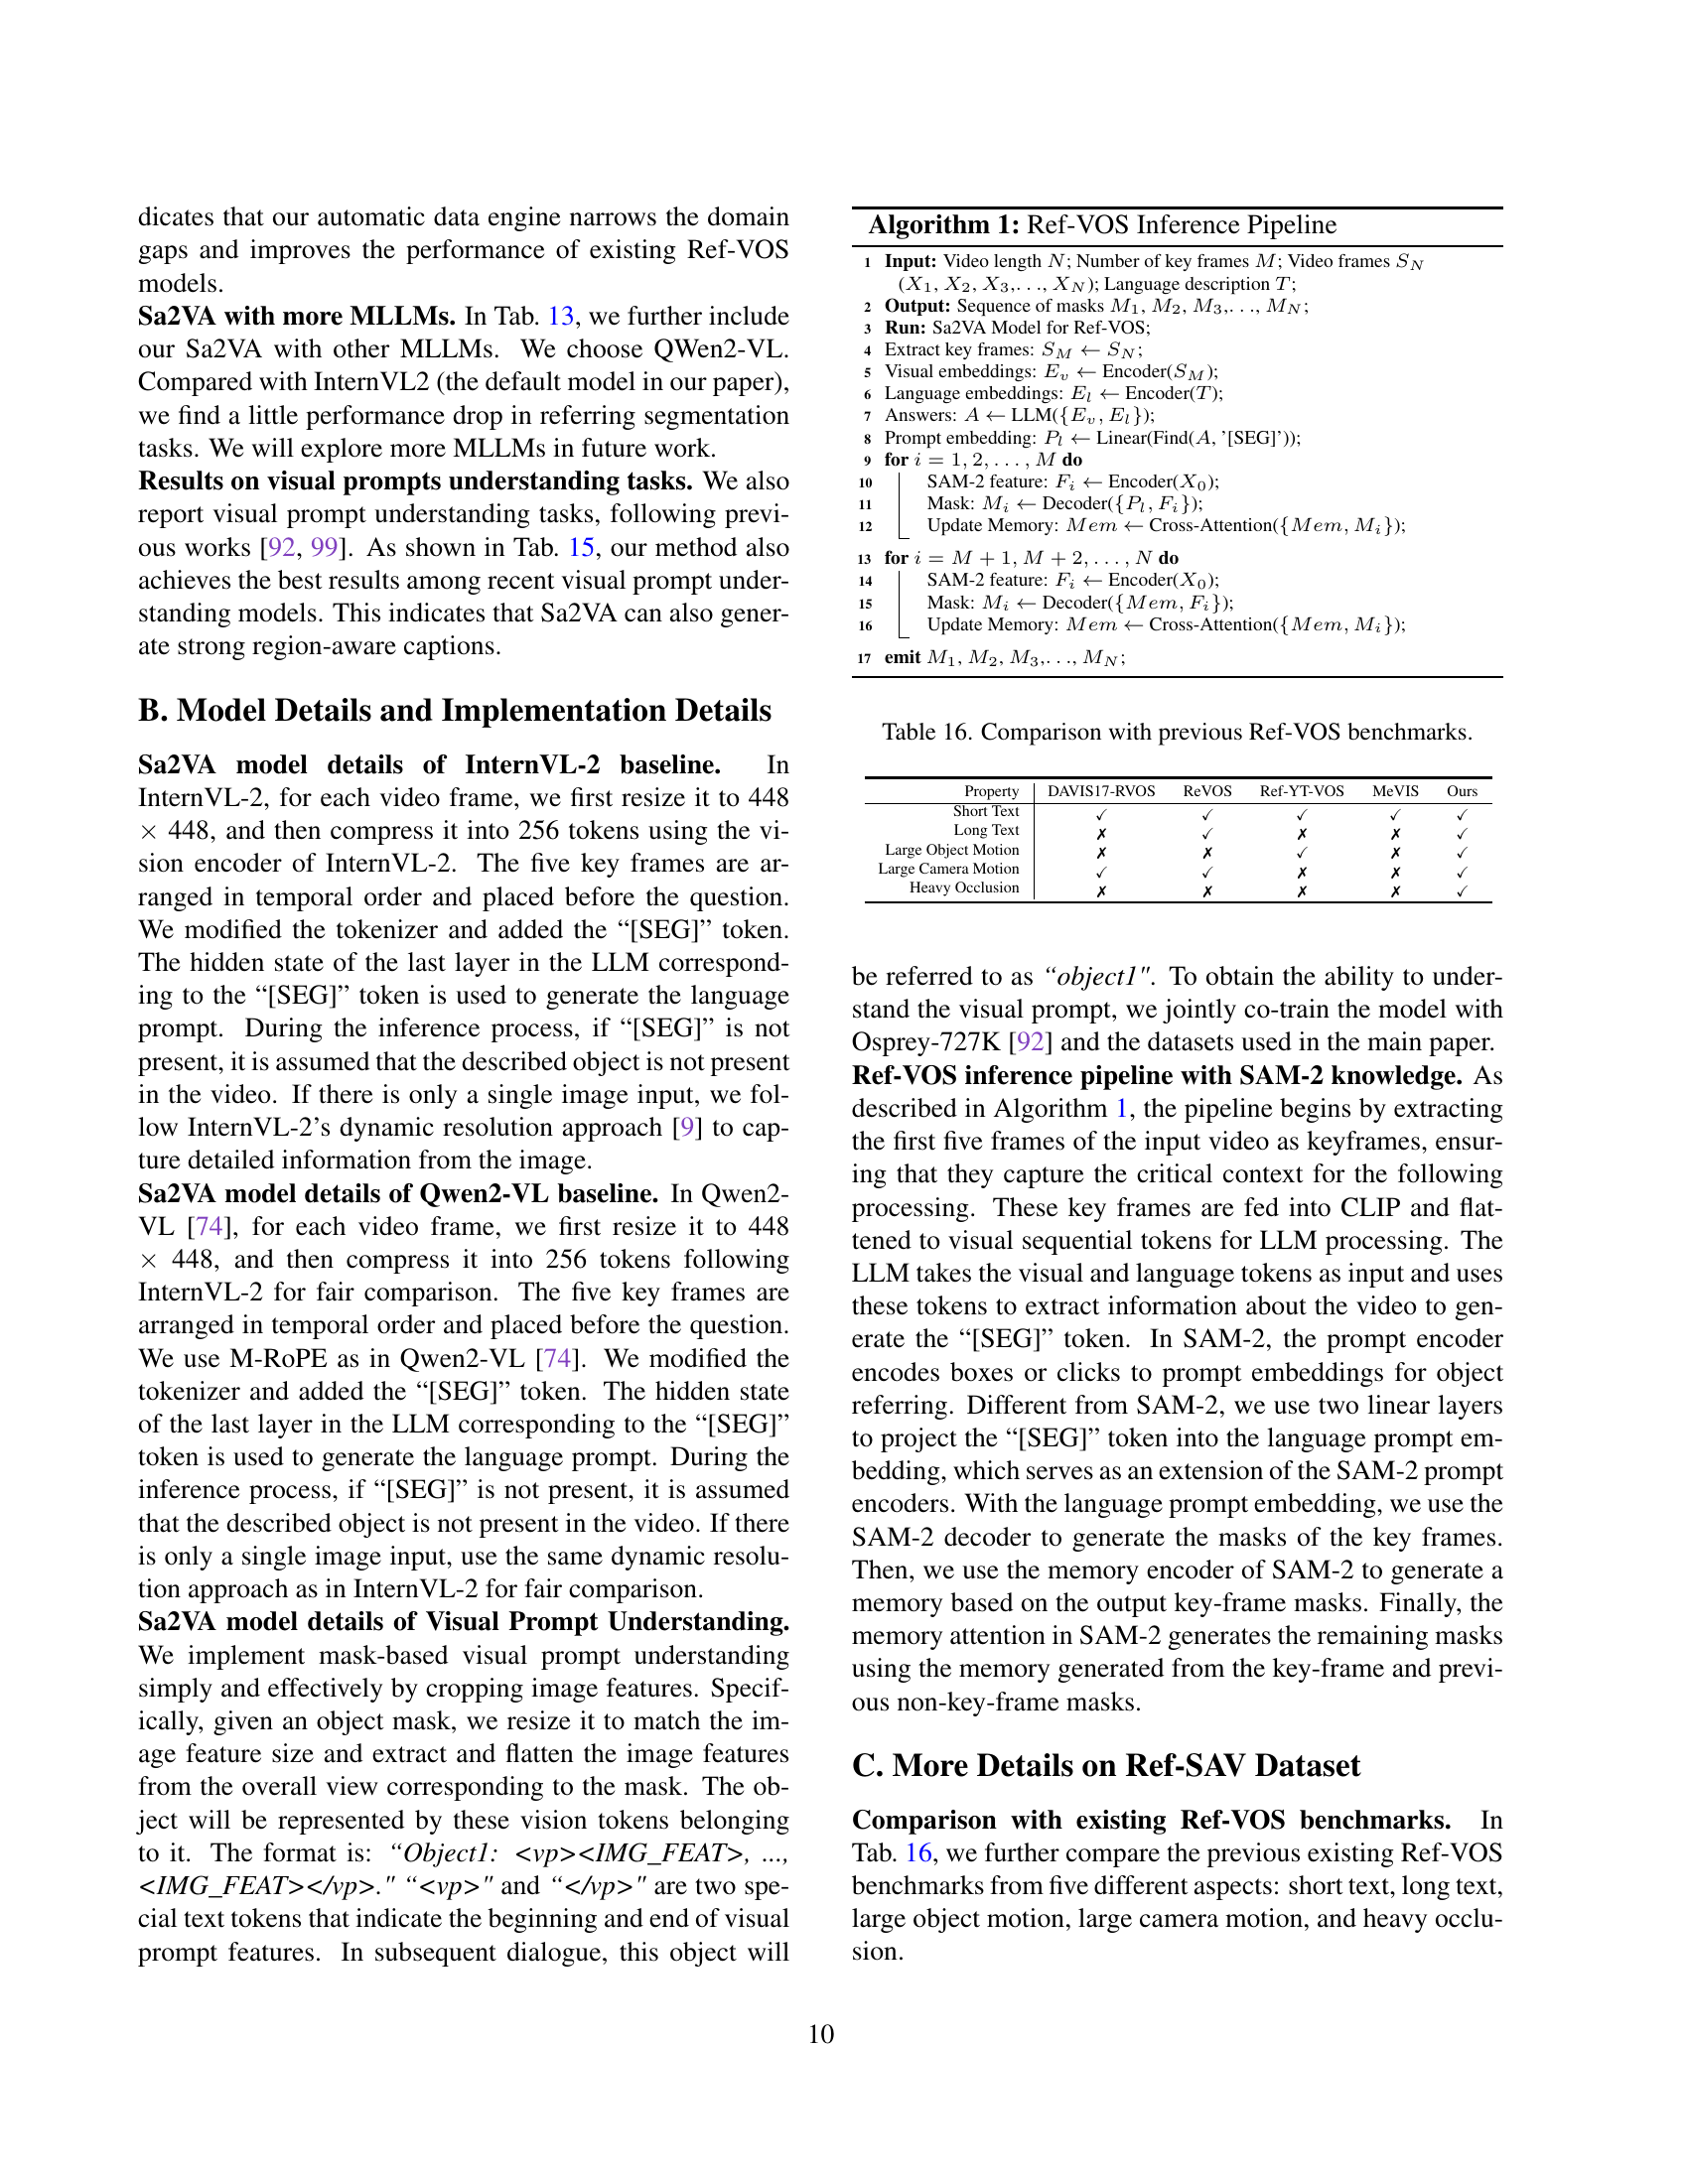 dicates that our automatic data engine narrows the domain
gaps and improves the performance of existing Ref-VOS
models.
Sa2VA with more MLLMs. In Tab. 13, we further include
our Sa2VA with other MLLMs. We choose QWen2-VL.
Compared with InternVL2 (the default model in our paper),
we find a little performance drop in referring segmentation
tasks. We will explore more MLLMs in future work.
Results on visual prompts understanding tasks. We also
report visual prompt understanding tasks, following previ-
ous works [92, 99]. As shown in Tab. 15, our method also
achieves the best results among recent visual prompt under-
standing models. This indicates that Sa2VA can also gener-
ate strong region-aware captions.
B. Model Details and Implementation Details
Sa2VA model details of InternVL-2 baseline. In
InternVL-2, for each video frame, we first resize it to 448
× 448, and then compress it into 256 tokens using the vi-
sion encoder of InternVL-2. The five key frames are ar-
ranged in temporal order and placed before the question.
We modified the tokenizer and added the “[SEG]” token.
The hidden state of the last layer in the LLM correspond-
ing to the “[SEG]” token is used to generate the language
prompt. During the inference process, if “[SEG]” is not
present, it is assumed that the described object is not present
in the video. If there is only a single image input, we fol-
low InternVL-2’s dynamic resolution approach [9] to cap-
ture detailed information from the image.
Sa2VA model details of Qwen2-VL baseline. In Qwen2-
VL [74], for each video frame, we first resize it to 448
× 448, and then compress it into 256 tokens following
InternVL-2 for fair comparison. The five key frames are
arranged in temporal order and placed before the question.
We use M-RoPE as in Qwen2-VL [74]. We modified the
tokenizer and added the “[SEG]” token. The hidden state
of the last layer in the LLM corresponding to the “[SEG]”
token is used to generate the language prompt. During the
inference process, if “[SEG]” is not present, it is assumed
that the described object is not present in the video. If there
is only a single image input, use the same dynamic resolu-
tion approach as in InternVL-2 for fair comparison.
Sa2VA model details of Visual Prompt Understanding.
We implement mask-based visual prompt understanding
simply and effectively by cropping image features. Specif-
ically, given an object mask, we resize it to match the im-
age feature size and extract and flatten the image features
from the overall view corresponding to the mask. The ob-
ject will be represented by these vision tokens belonging
to it. The format is: “Object1: <vp><IMG_FEAT>, ...,
<IMG_FEAT></vp>." “<vp>" and “</vp>" are two spe-
cial text tokens that indicate the beginning and end of visual
prompt features. In subsequent dialogue, this object will
Algorithm 1: Ref-VOS Inference Pipeline
1 Input: Video length N; Number of key frames M; Video frames S_N
(X_1, X_2, X_3,..., X_N); Language description T;
2 Output: Sequence of masks M_1, M_2, M_3,..., M_N;
3 Run: Sa2VA Model for Ref-VOS;
4 Extract key frames: S_M ← S_N;
5 Visual embeddings: E_v ← Encoder(S_M);
6 Language embeddings: E_l ← Encoder(T);
7 Answers: A ← LLM({E_v, E_l});
8 Prompt embedding: P_l ← Linear(Find(A, ’[SEG]’));
9 for i = 1, 2, . . . , M do
10 SAM-2 feature: F_i ← Encoder(X_0);
11 Mask: M_i ← Decoder({P_l, F_i});
12 Update Memory: Mem ← Cross-Attention({Mem, M_i});
13 for i = M + 1, M + 2, . . . , N do
14 SAM-2 feature: F_i ← Encoder(X_0);
15 Mask: M_i ← Decoder({Mem, F_i});
16 Update Memory: Mem ← Cross-Attention({Mem, M_i});
17 emit M_1, M_2, M_3,..., M_N;
Table 16. Comparison with previous Ref-VOS benchmarks.
Property DAVIS17-RVOS ReVOS Ref-YT-VOS MeVIS Ours
Short Text ✓ ✓ ✓ ✓ ✓
Long Text ✗ ✓ ✗ ✗ ✓
Large Object Motion ✗ ✗ ✓ ✗ ✓
Large Camera Motion ✓ ✓ ✗ ✗ ✓
Heavy Occlusion ✗ ✗ ✗ ✗ ✓
be referred to as “object1". To obtain the ability to under-
stand the visual prompt, we jointly co-train the model with
Osprey-727K [92] and the datasets used in the main paper.
Ref-VOS inference pipeline with SAM-2 knowledge. As
described in Algorithm 1, the pipeline begins by extracting
the first five frames of the input video as keyframes, ensur-
ing that they capture the critical context for the following
processing. These key frames are fed into CLIP and flat-
tened to visual sequential tokens for LLM processing. The
LLM takes the visual and language tokens as input and uses
these tokens to extract information about the video to gen-
erate the “[SEG]” token. In SAM-2, the prompt encoder
encodes boxes or clicks to prompt embeddings for object
referring. Different from SAM-2, we use two linear layers
to project the “[SEG]” token into the language prompt em-
bedding, which serves as an extension of the SAM-2 prompt
encoders. With the language prompt embedding, we use the
SAM-2 decoder to generate the masks of the key frames.
Then, we use the memory encoder of SAM-2 to generate a
memory based on the output key-frame masks. Finally, the
memory attention in SAM-2 generates the remaining masks
using the memory generated from the key-frame and previ-
ous non-key-frame masks.
C. More Details on Ref-SAV Dataset
Comparison with existing Ref-VOS benchmarks. In
Tab. 16, we further compare the previous existing Ref-VOS
benchmarks from five different aspects: short text, long text,
large object motion, large camera motion, and heavy occlu-
sion.
10